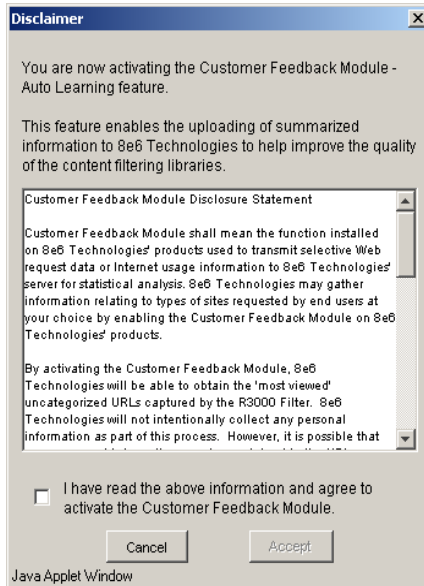 Disclaimer
You are now activating the Customer Feedback Module -
Auto Learning feature.
This feature enables the uploading of summarized
information to 8e6 Technologies to help improve the quality
of the content filtering libraries.
Customer Feedback Module Disclosure Statement
Customer Feedback Module shall mean the function installed
on 8e6 Technologies' products used to transmit selective Web
request data or Internet usage information to 8e6 Technologies'
server for statistical analysis. 8e6 Technologies may gather
information relating to types of sites requested by end users at
your choice by enabling the Customer Feedback Module on 8e6
Technologies' products.
By activating the Customer Feedback Module, 8e6
Technologies will be able to obtain the 'most viewed'
uncategorized URLs captured by the R3000 Filter. 8e6
Technologies will not intentionally collect any personal
information as part of this process. However, it is possible that
I have read the above information and agree to
activate the Customer Feedback Module.
Cancel
Accept
Java Applet Window